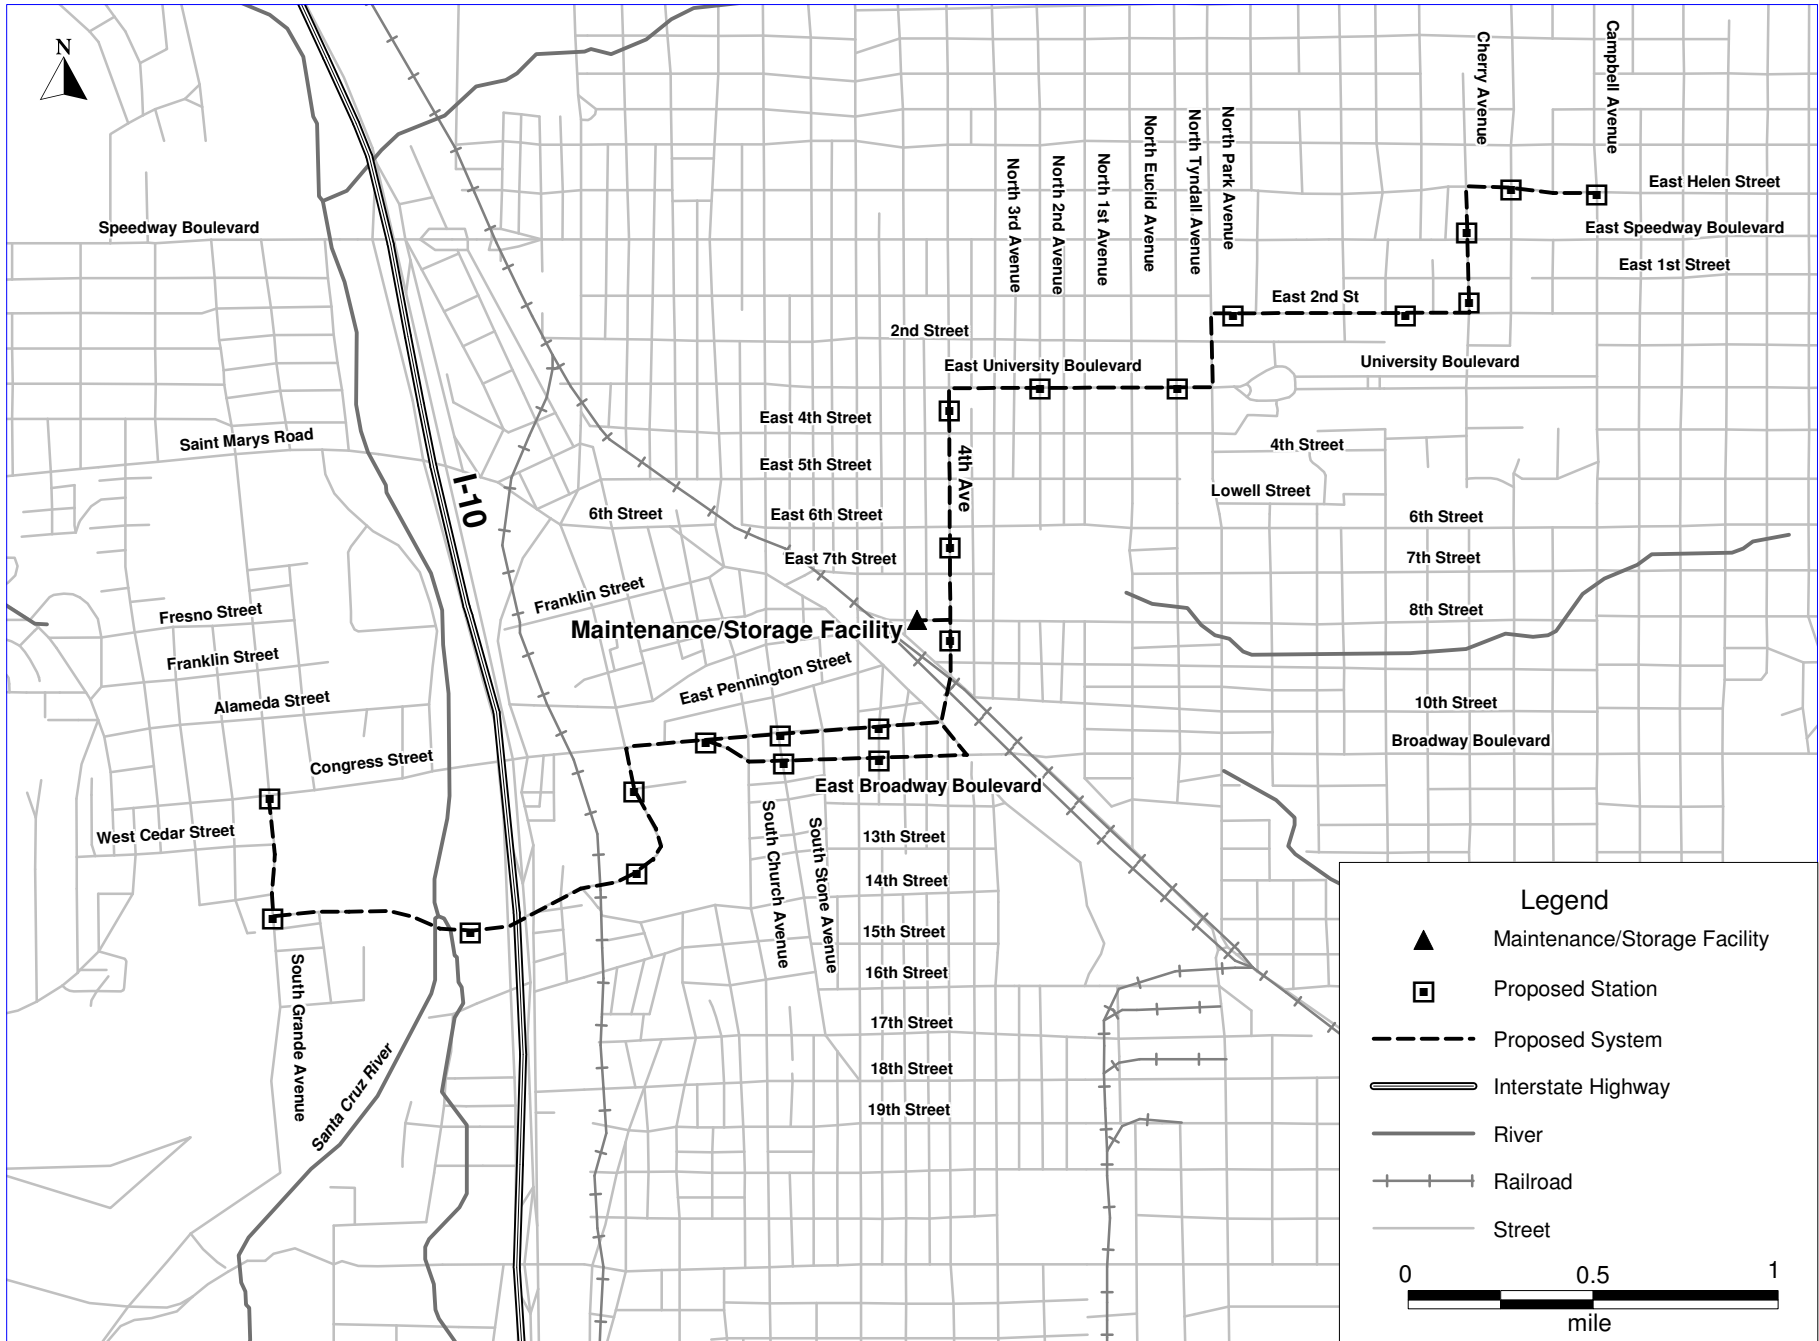 N
Cherry Avenue
Campbell Avenue
North Park Avenue
North Tyndall Avenue
North Euclid Avenue
North 1st Avenue
North 2nd Avenue
North 3rd Avenue
East Helen Street
Speedway Boulevard
East Speedway Boulevard
East 1st Street
East 2nd St
2nd Street
East University Boulevard
University Boulevard
East 4th Street
Saint Marys Road
4th Street
4th Ave
East 5th Street
I-10
Lowell Street
6th Street
East 6th Street
6th Street
East 7th Street
7th Street
Franklin Street
Fresno Street
8th Street
Maintenance/Storage Facility
Franklin Street
East Pennington Street
Alameda Street
10th Street
Broadway Boulevard
Congress Street
East Broadway Boulevard
West Cedar Street
South Church Avenue
South Stone Avenue
13th Street
14th Street
15th Street
16th Street
South Grande Avenue
17th Street
Santa Cruz River
18th Street
19th Street
Legend
Maintenance/Storage Facility
Proposed Station
Proposed System
Interstate Highway
River
Railroad
Street
0 0.5 1
mile